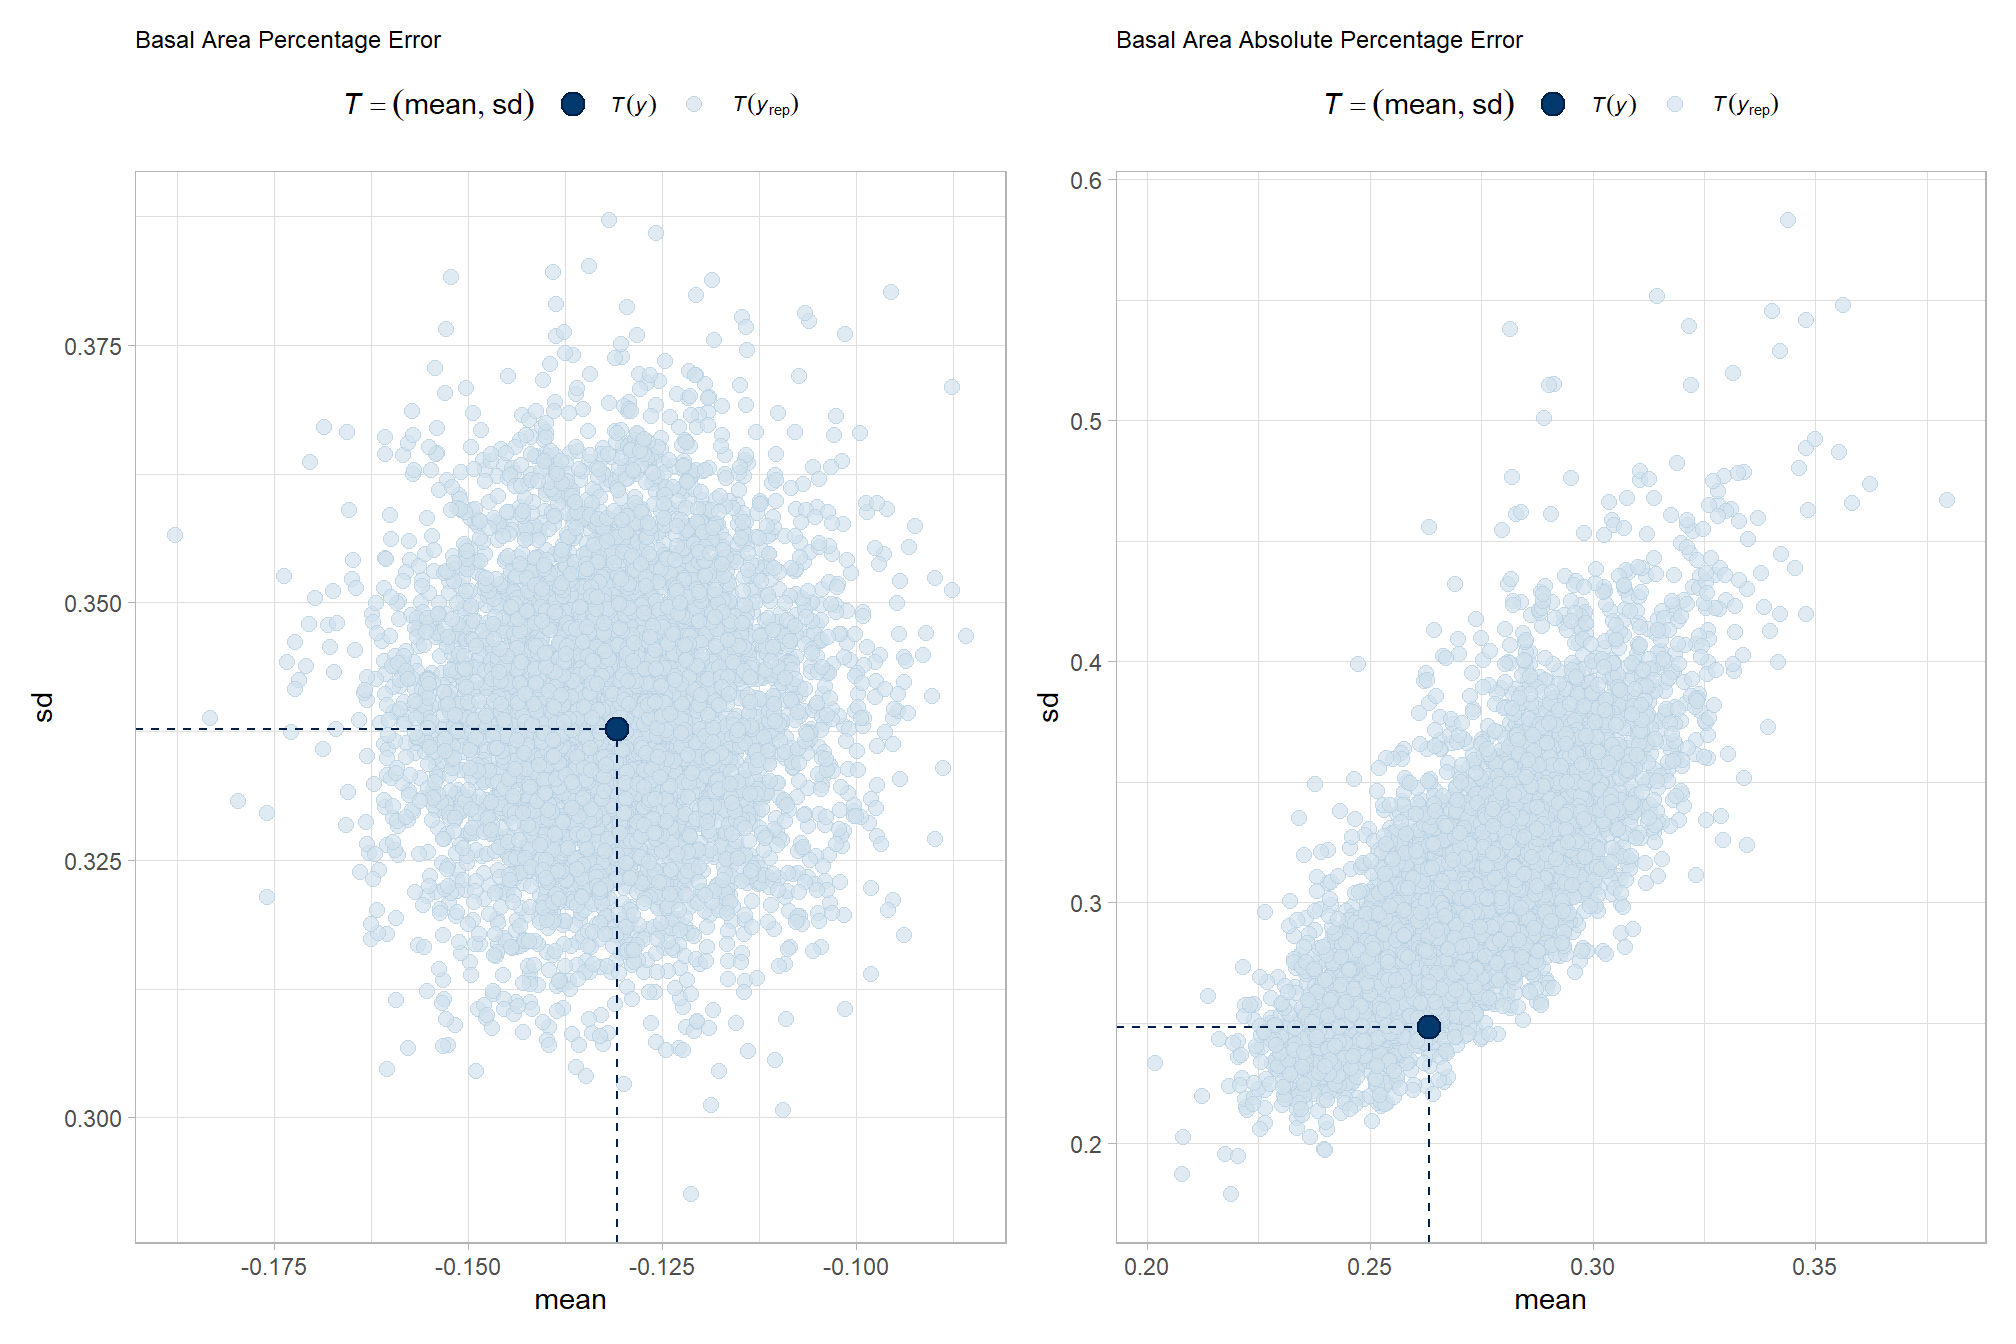 Basal Area Percentage Error
T = (mean, sd) T(y) T(yrep)
0.375
0.350
0.325
0.300
sd
-0.175 -0.150 -0.125 -0.100
mean
Basal Area Absolute Percentage Error
T = (mean, sd) T(y) T(yrep)
0.6
0.5
0.4
0.3
0.2
sd
0.20 0.25 0.30 0.35
mean